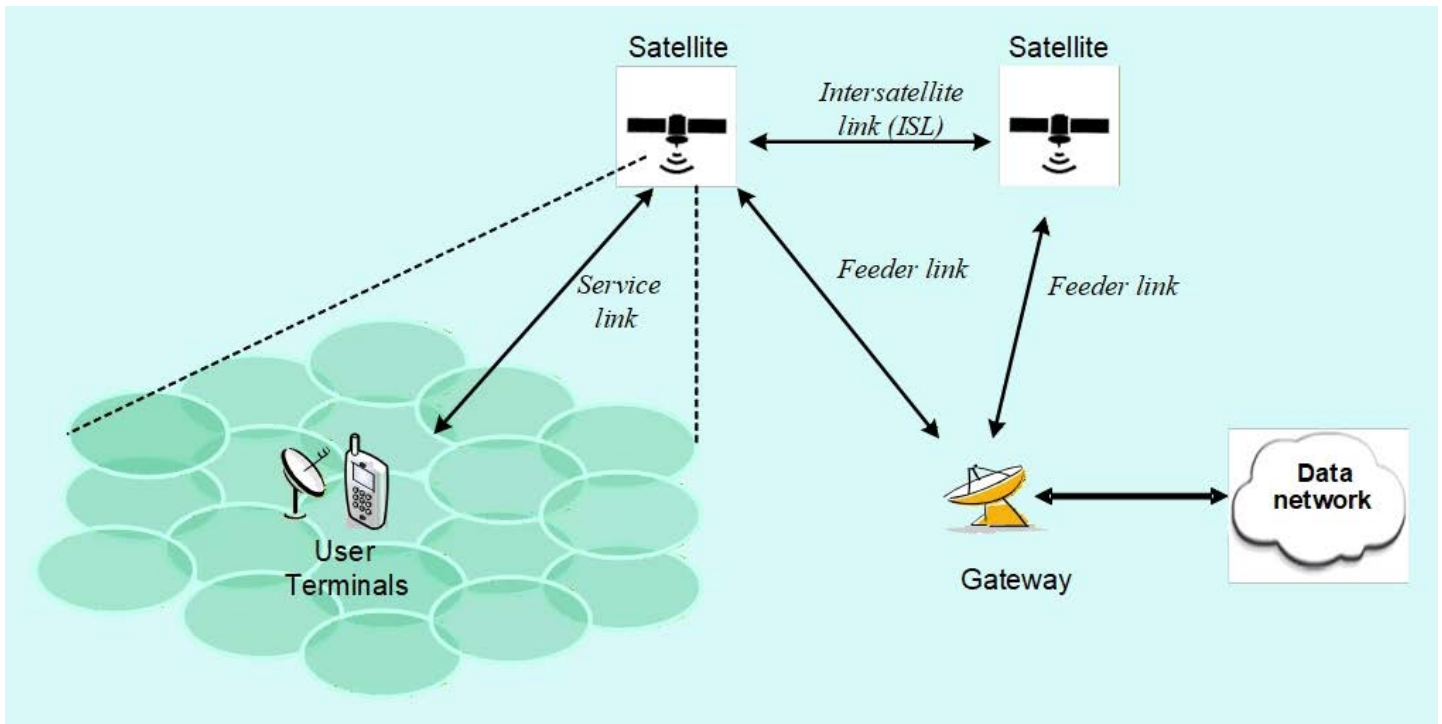 Satellite
Satellite
Intersatellite
link (ISL)
Feeder link
Feeder link
Service
link
Data
network
User
Terminals
Gateway